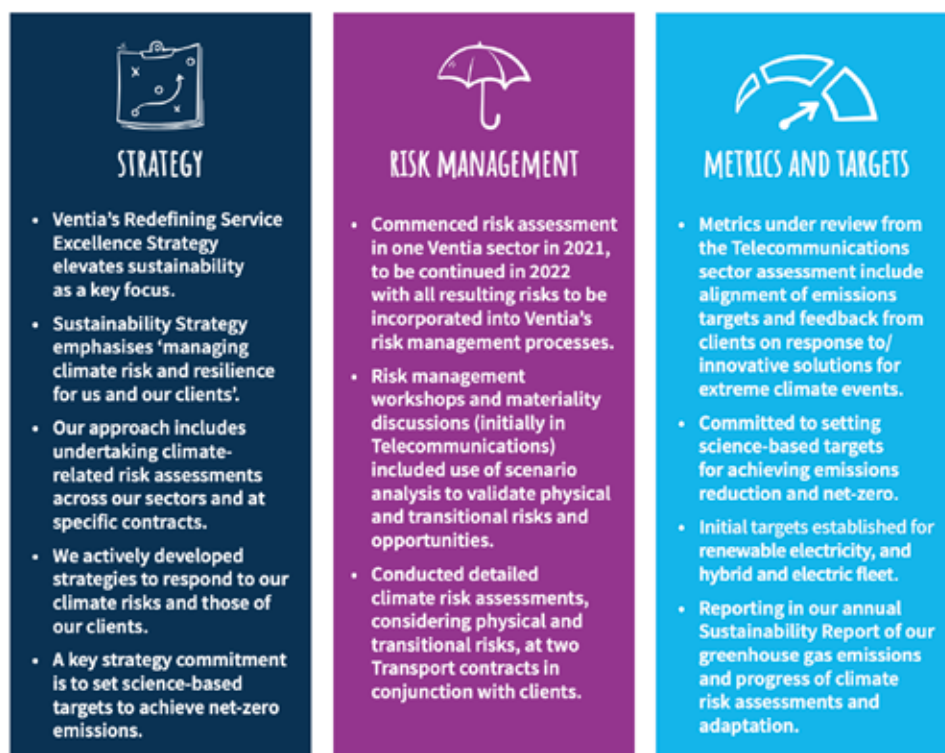 STRATEGY
• Ventia's Redefining Service
Excellence Strategy
elevates sustainability
as a key focus.
• Sustainability Strategy
emphasises ‘managing
climate risk and resilience
for us and our clients’.
• Our approach includes
undertaking climate-
related risk assessments
across our sectors and at
specific contracts.
• We actively developed
strategies to respond to our
climate risks and those of
our clients.
• A key strategy commitment
is to set science-based
targets to achieve net-zero
emissions.
RISK MANAGEMENT
• Commenced risk assessment
in one Ventia sector in 2021,
to be continued in 2022
with all resulting risks to be
incorporated into Ventia's
risk management processes.
• Risk management
workshops and materiality
discussions (initially in
Telecommunications)
included use of scenario
analysis to validate physical
and transitional risks and
opportunities.
• Conducted detailed
climate risk assessments,
considering physical and
transitional risks, at two
Transport contracts in
conjunction with clients.
METRICS AND TARGETS
• Metrics under review from
the Telecommunications
sector assessment include
alignment of emissions
targets and feedback from
clients on response to/
innovative solutions for
extreme climate events.
• Committed to setting
science-based targets
for achieving emissions
reduction and net-zero.
• Initial targets established for
renewable electricity, and
hybrid and electric fleet.
• Reporting in our annual
Sustainability Report of our
greenhouse gas emissions
and progress of climate
risk assessments and
adaptation.